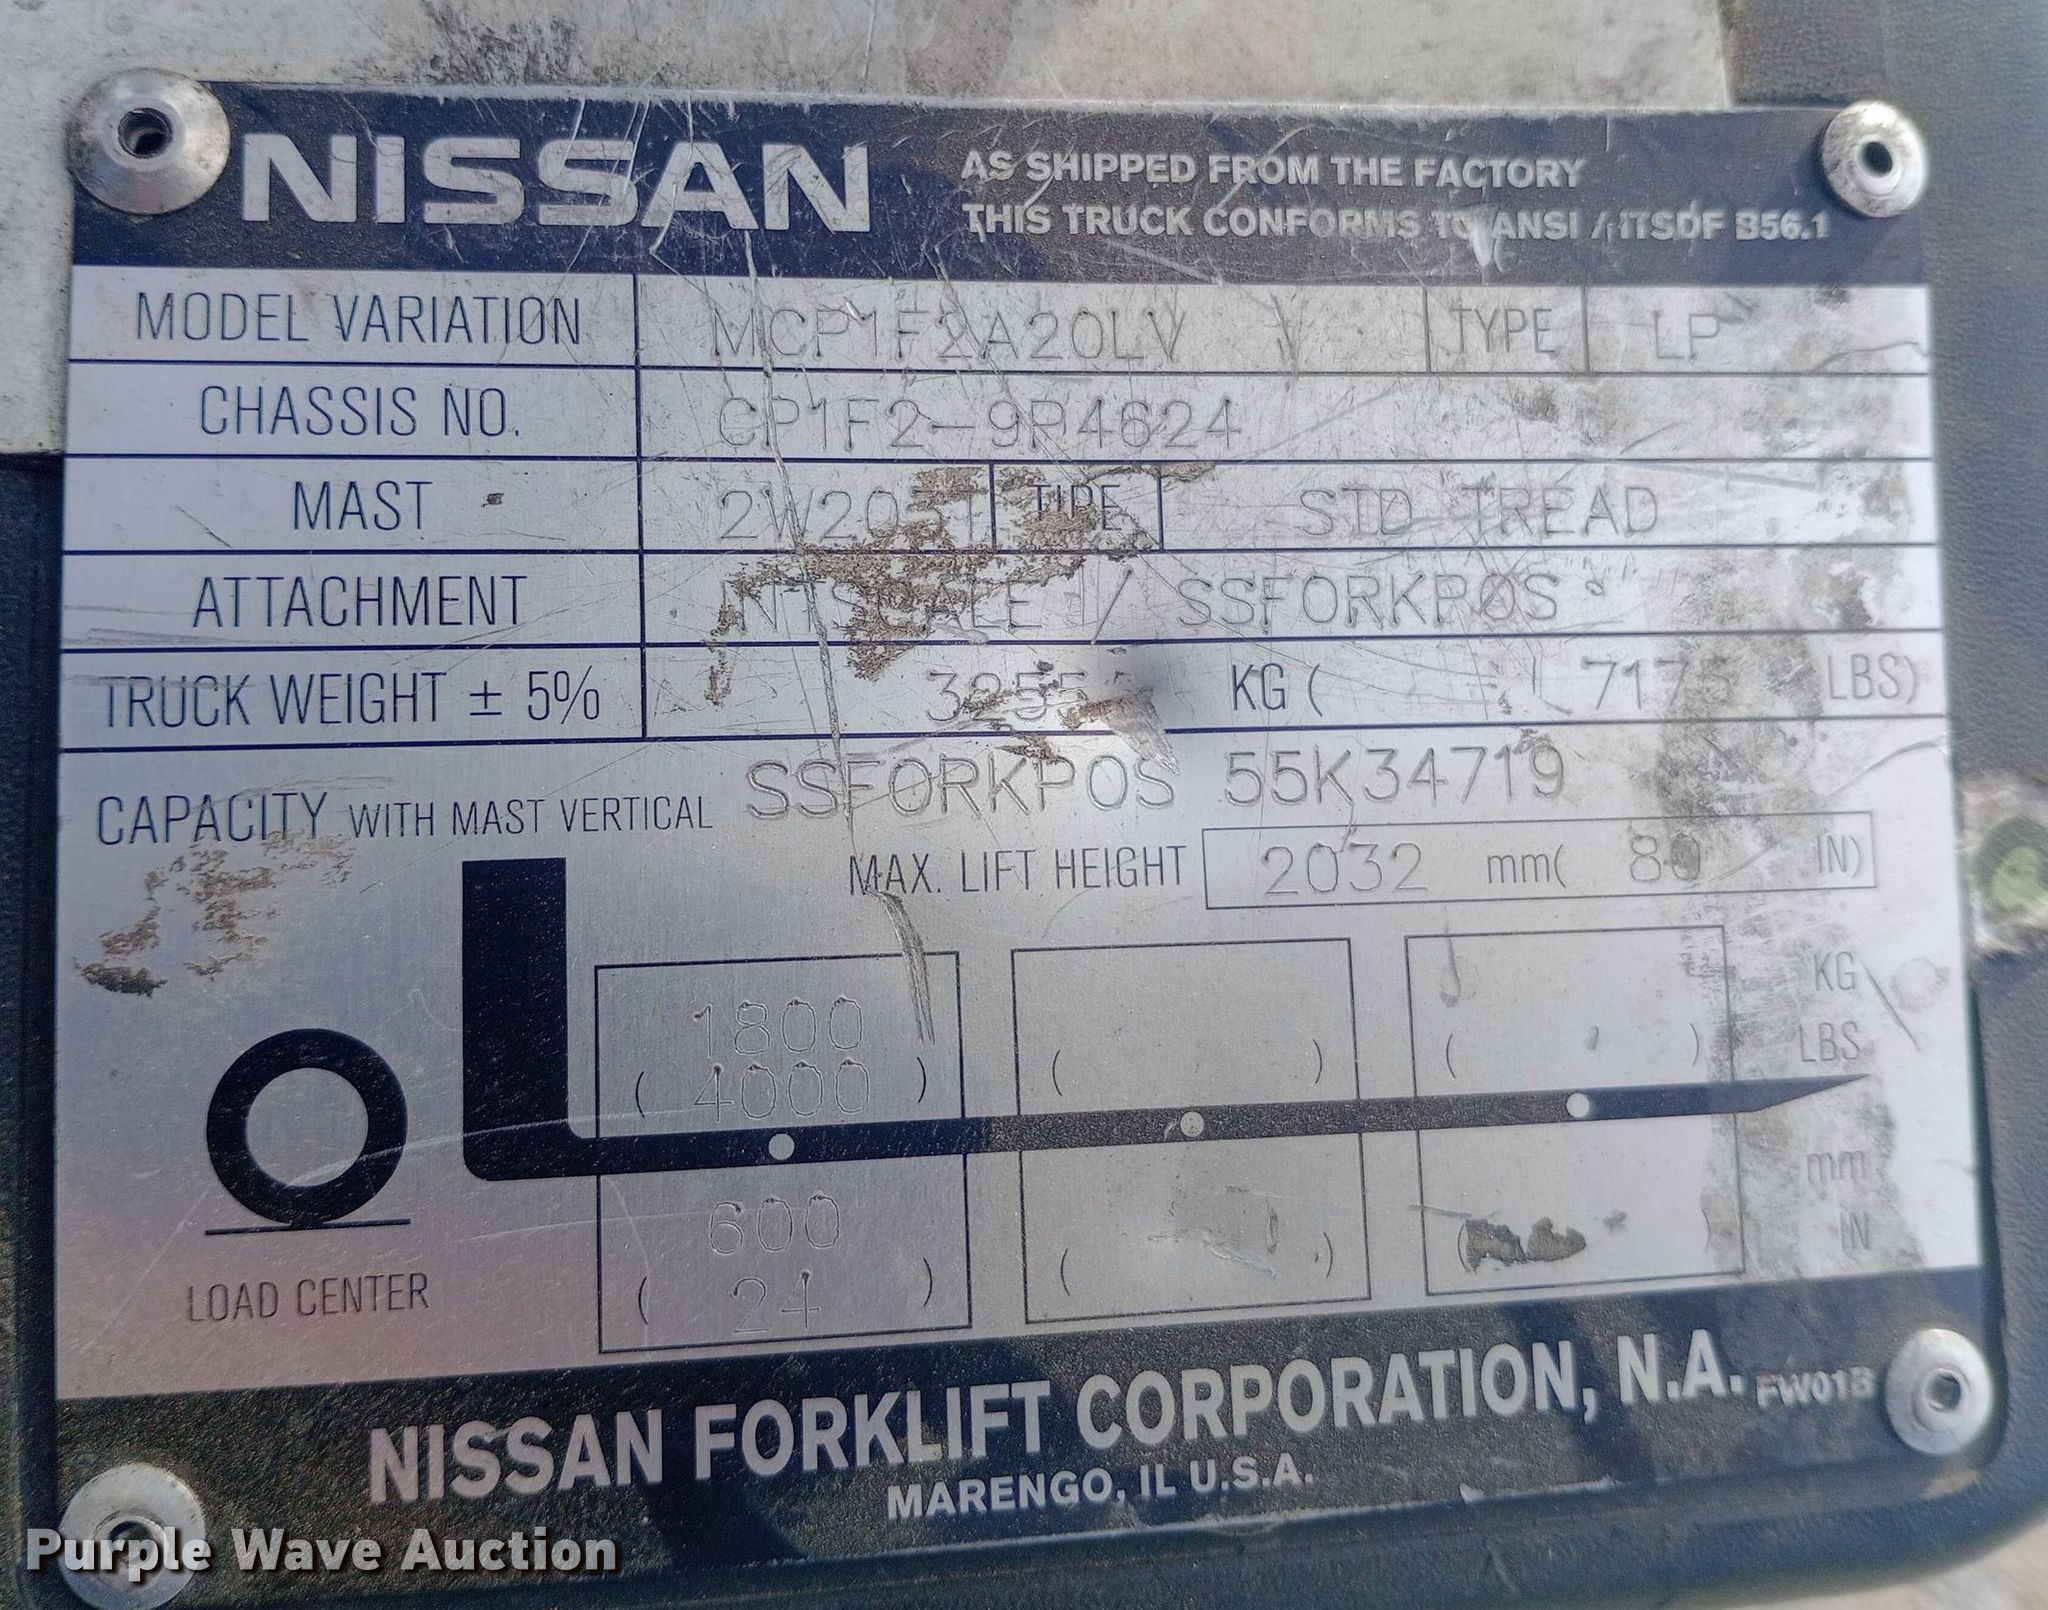 NISSAN
AS SHIPPED FROM THE FACTORY
THIS TRUCK CONFORMS TO ANSI / ITSDF B56.1
MODEL VARIATION MCP1F2A20LV TYPE LP
CHASSIS NO. CP1F2-9P4624
MAST TIRE STD TREAD
ATTACHMENT INTSCALE / SSFORKPOS
TRUCK WEIGHT ± 5% KG ( 7175 LBS)
CAPACITY WITH MAST VERTICAL SSFORKPOS 55K34719
MAX. LIFT HEIGHT 2032 mm( 80 IN)
1800 KG
( 4000 ) ( ) ( ) LBS
600 mm
( 24 ) ( ) ( ) IN
LOAD CENTER
NISSAN FORKLIFT CORPORATION, N.A. FW01B
MARENGO, IL U.S.A.
Purple Wave Auction